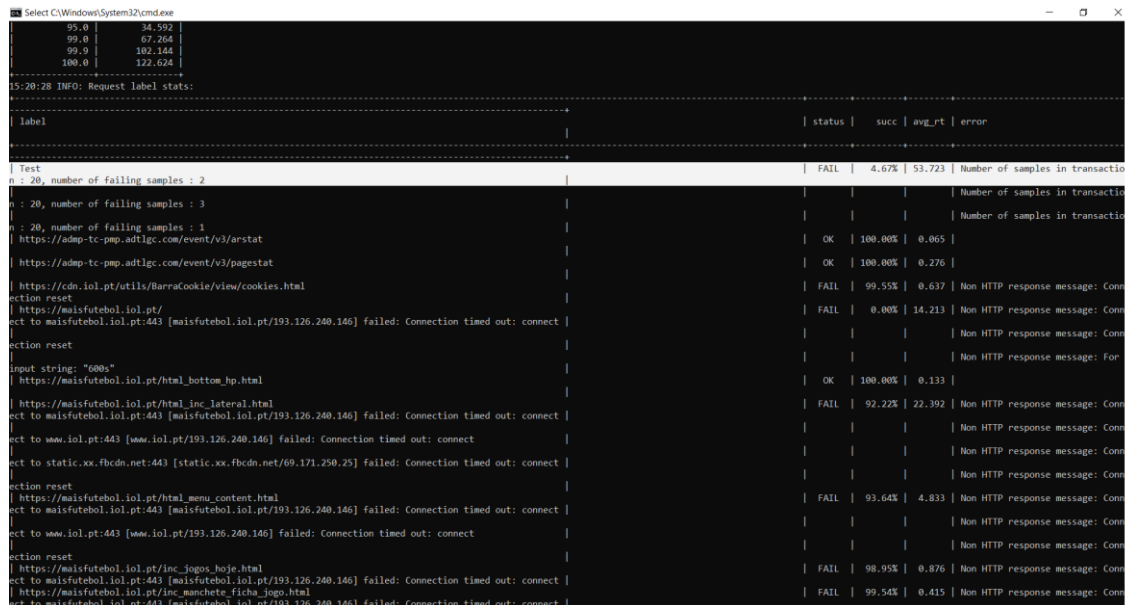 Select C:\Windows\System32\cmd.exe
| 95.0 | 34.592 |
| 99.0 | 67.264 |
| 99.9 | 102.144 |
| 100.0 | 122.624 |
+---------------+---------------+
15:20:28 INFO: Request label stats:
| label | status | succ | avg_rt | error |
| Test | FAIL | 4.67% | 53.723 | Number of samples in transactio
n : 20, number of failing samples : 2 |
| | | | | Number of samples in transactio
n : 20, number of failing samples : 3 |
| | | | | Number of samples in transactio
n : 20, number of failing samples : 1 |
| https://admp-tc-pmp.adtlgc.com/event/v3/arstat | OK | 100.00% | 0.065 |
|
| https://admp-tc-pmp.adtlgc.com/event/v3/pagestat | OK | 100.00% | 0.276 |
|
| https://cdn.iol.pt/utils/BarraCookie/view/cookies.html | FAIL | 99.55% | 0.637 | Non HTTP response message: Conn
ection reset |
| https://maisfutebol.iol.pt/ | FAIL | 0.00% | 14.213 | Non HTTP response message: Conn
ect to maisfutebol.iol.pt:443 [maisfutebol.iol.pt/193.126.240.146] failed: Connection timed out: connect |
| | | | | Non HTTP response message: Conn
ection reset |
| | | | | Non HTTP response message: For
input string: "600s" |
| https://maisfutebol.iol.pt/html_bottom_hp.html | OK | 100.00% | 0.133 |
|
| https://maisfutebol.iol.pt/html_inc_lateral.html | FAIL | 92.22% | 22.392 | Non HTTP response message: Conn
ect to maisfutebol.iol.pt:443 [maisfutebol.iol.pt/193.126.240.146] failed: Connection timed out: connect |
| | | | | Non HTTP response message: Conn
ect to www.iol.pt:443 [www.iol.pt/193.126.240.146] failed: Connection timed out: connect |
| | | | | Non HTTP response message: Conn
ect to static.xx.fbcdn.net:443 [static.xx.fbcdn.net/69.171.250.25] failed: Connection timed out: connect |
| | | | | Non HTTP response message: Conn
ection reset |
| https://maisfutebol.iol.pt/html_menu_content.html | FAIL | 93.64% | 4.833 | Non HTTP response message: Conn
ect to maisfutebol.iol.pt:443 [maisfutebol.iol.pt/193.126.240.146] failed: Connection timed out: connect |
| | | | | Non HTTP response message: Conn
ect to www.iol.pt:443 [www.iol.pt/193.126.240.146] failed: Connection timed out: connect |
| | | | | Non HTTP response message: Conn
ection reset |
| https://maisfutebol.iol.pt/inc_jogos_hoje.html | FAIL | 98.95% | 0.876 | Non HTTP response message: Conn
ect to maisfutebol.iol.pt:443 [maisfutebol.iol.pt/193.126.240.146] failed: Connection timed out: connect |
| https://maisfutebol.iol.pt/inc_manchete_ficha_jogo.html | FAIL | 99.54% | 0.415 | Non HTTP response message: Conn
ect to maisfutebol.iol.pt:443 [maisfutebol.iol.pt/193.126.240.146] failed: Connection timed out: connect |